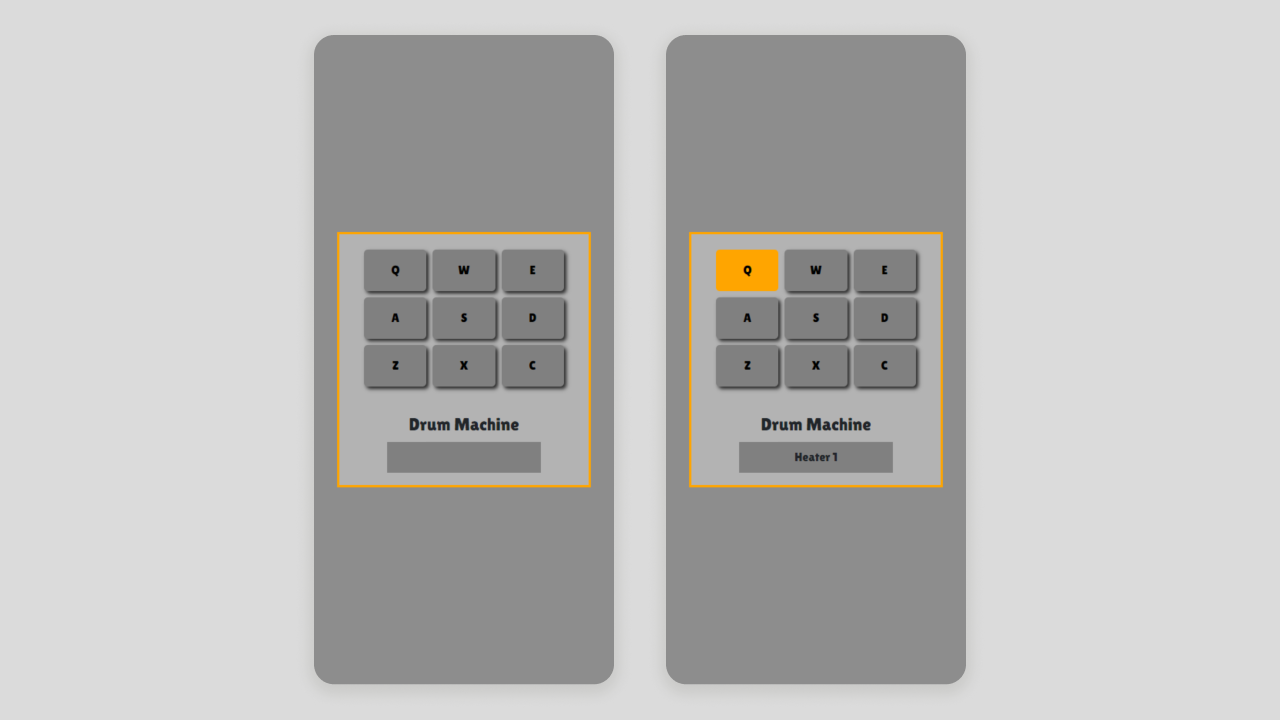 Q W E
A S D
Z X C
Drum Machine
Q W E
A S D
Z X C
Drum Machine
Heater 1